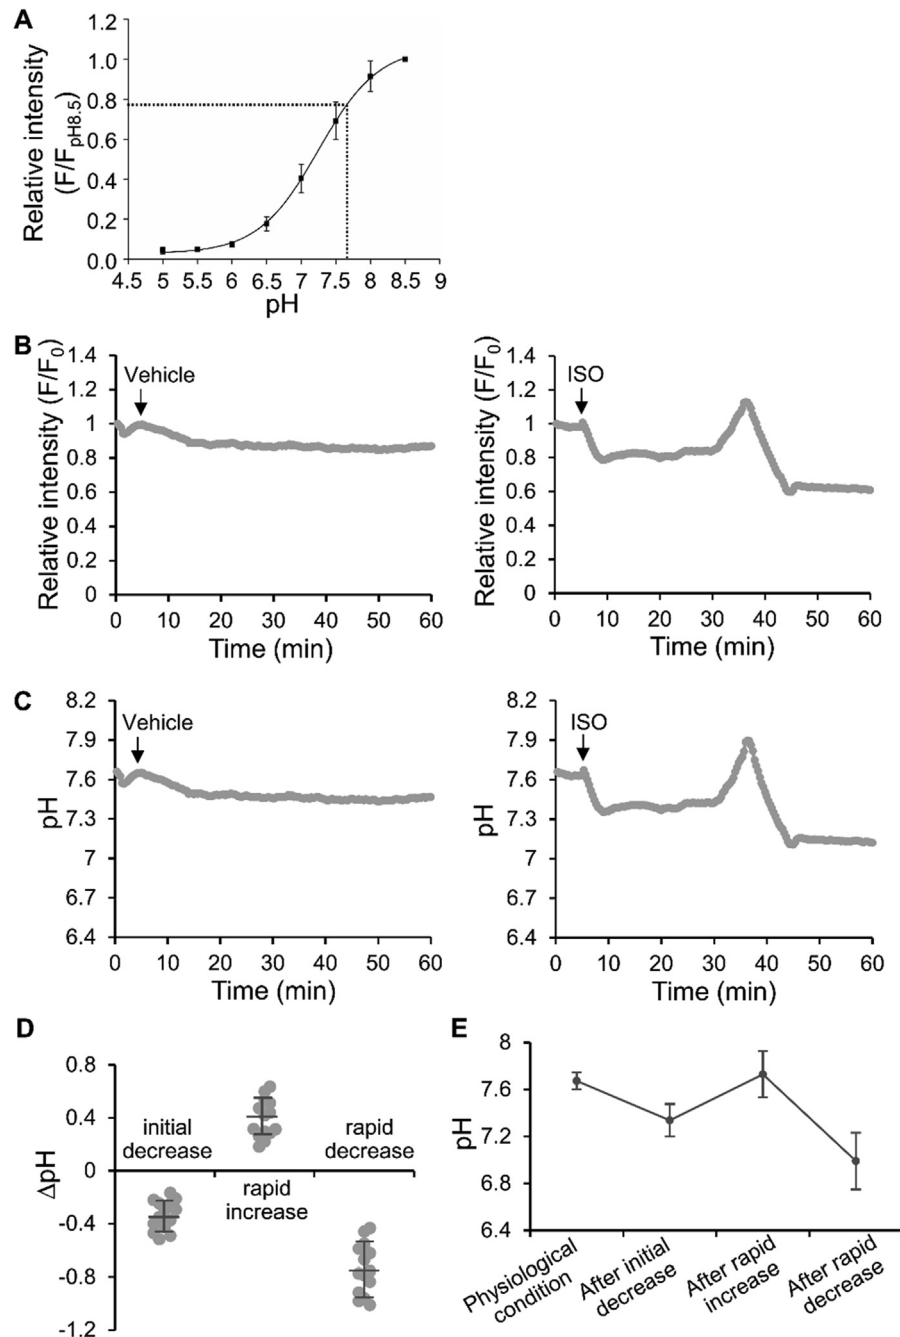 A
Relative intensity
(F/FpH8.5)
1.2
1.0
0.8
0.6
0.4
0.2
0.0
4.5 5 5.5 6 6.5 7 7.5 8 8.5 9
pH
B
Relative intensity (F/F0)
1.4
1.2
1
0.8
0.6
0.4
0.2
0
Vehicle
0 10 20 30 40 50 60
Time (min)
Relative intensity (F/F0)
1.4
1.2
1
0.8
0.6
0.4
0.2
0
ISO
0 10 20 30 40 50 60
Time (min)
C
pH
8.2
7.9
7.6
7.3
7
6.7
6.4
Vehicle
0 10 20 30 40 50 60
Time (min)
pH
8.2
7.9
7.6
7.3
7
6.7
6.4
ISO
0 10 20 30 40 50 60
Time (min)
D
ΔpH
0.8
0.4
0
-0.4
-0.8
-1.2
initial
decrease
rapid
increase
rapid
decrease
E
pH
8
7.6
7.2
6.8
6.4
Physiological
condition
After initial
decrease
After rapid
increase
After rapid
decrease